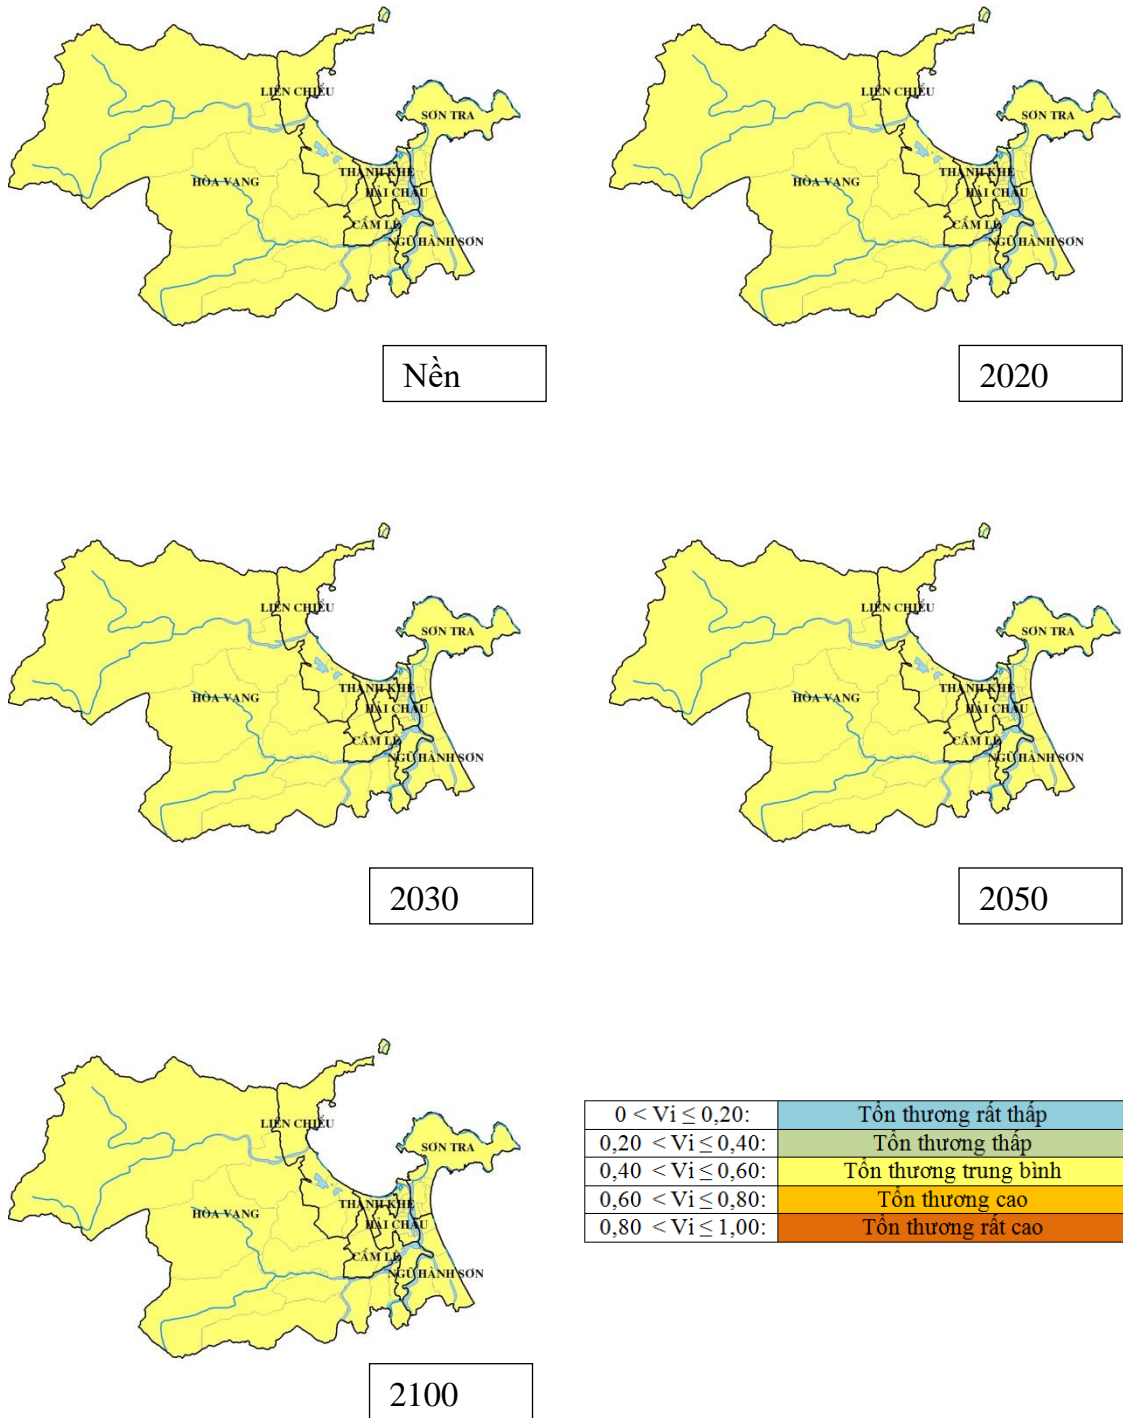 LIÊN CHIỂU
SƠN TRA
HÒA VANG
THANH KHÊ
HẢI CHÂU
CẨM LỆ
NGŨ HÀNH SƠN
Nền
LIÊN CHIỂU
SƠN TRA
HÒA VANG
THANH KHÊ
HẢI CHÂU
CẨM LỆ
NGŨ HÀNH SƠN
2020
LIÊN CHIỂU
SƠN TRA
HÒA VANG
THANH KHÊ
HẢI CHÂU
CẨM LỆ
NGŨ HÀNH SƠN
2030
LIÊN CHIỂU
SƠN TRA
HÒA VANG
THANH KHÊ
HẢI CHÂU
CẨM LỆ
NGŨ HÀNH SƠN
2050
LIÊN CHIỂU
SƠN TRA
HÒA VANG
THANH KHÊ
HẢI CHÂU
CẨM LỆ
NGŨ HÀNH SƠN
2100
0 < Vi ≤ 0,20: Tổn thương rất thấp
0,20 < Vi ≤ 0,40: Tổn thương thấp
0,40 < Vi ≤ 0,60: Tổn thương trung bình
0,60 < Vi ≤ 0,80: Tổn thương cao
0,80 < Vi ≤ 1,00: Tổn thương rất cao